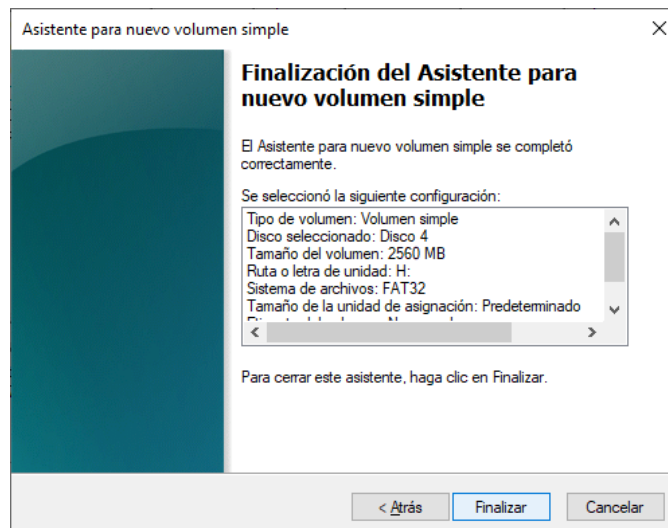 Asistente para nuevo volumen simple
Finalización del Asistente para
nuevo volumen simple
El Asistente para nuevo volumen simple se completó
correctamente.
Se seleccionó la siguiente configuración:
Tipo de volumen: Volumen simple
Disco seleccionado: Disco 4
Tamaño del volumen: 2560 MB
Ruta o letra de unidad: H:
Sistema de archivos: FAT32
Tamaño de la unidad de asignación: Predeterminado
Para cerrar este asistente, haga clic en Finalizar.
< Atrás
Finalizar
Cancelar